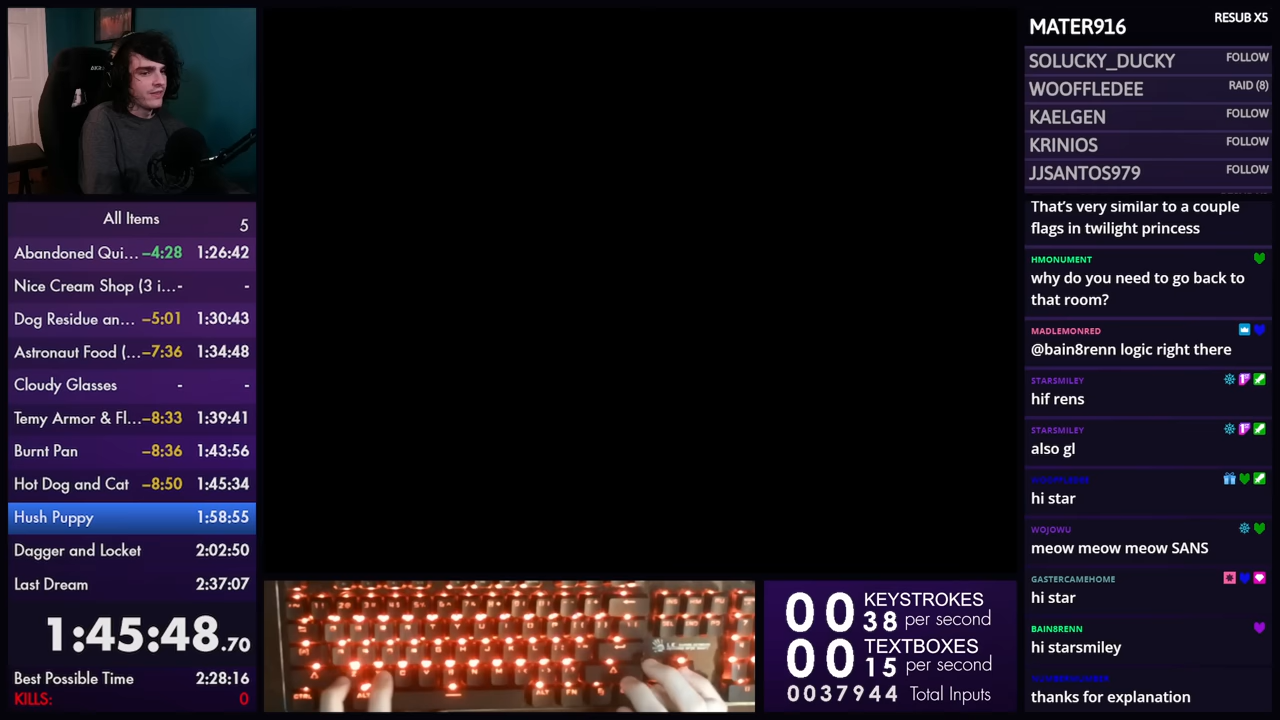 All Items
5
Abandoned Qui... −4:28 1:26:42
Nice Cream Shop (3 i...- -
Dog Residue an... −5:01 1:30:43
Astronaut Food (... −7:36 1:34:48
Cloudy Glasses - -
Temy Armor & Fl... −8:33 1:39:41
Burnt Pan −8:36 1:43:56
Hot Dog and Cat −8:50 1:45:34
Hush Puppy 1:58:55
Dagger and Locket 2:02:50
Last Dream 2:37:07
1:45:48.70
Best Possible Time 2:28:16
KILLS: 0
00 38 KEYSTROKES per second
00 15 TEXTBOXES per second
0037944 Total Inputs
MATER916 RESUB X5
SOLUCKY_DUCKY FOLLOW
WOOFFLEDEE RAID (8)
KAELGEN FOLLOW
KRINIOS FOLLOW
JJSANTOS979 FOLLOW
That's very similar to a couple
flags in twilight princess
HMONUMENT
why do you need to go back to
that room?
MADLEMONRED
@bain8renn logic right there
STARSMILEY
hif rens
STARSMILEY
also gl
hi star
WOJOWU
meow meow meow SANS
GASTERCAMEHOME
hi star
BAIN8RENN
hi starsmiley
thanks for explanation